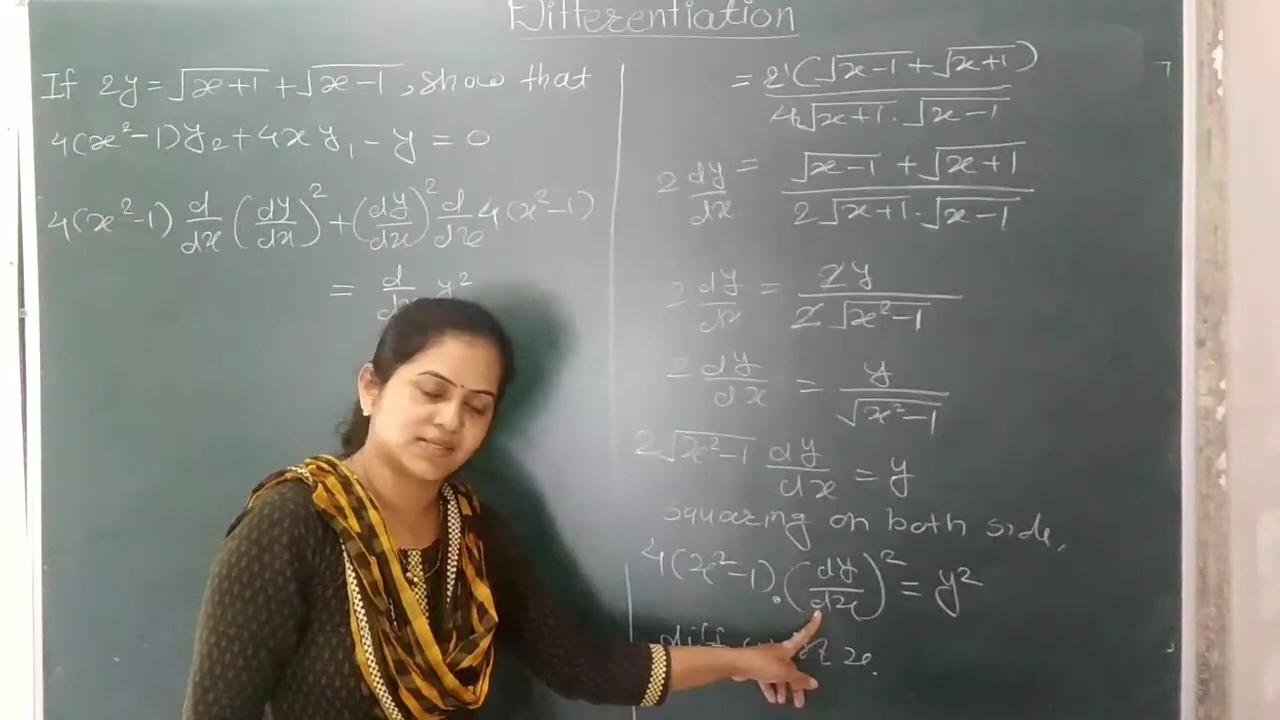 Differentiation
If 2y = √x+1 + √x-1, show that
4(x²-1)y₂ + 4xy₁ - y = 0
4(x²-1) d/dx (dy/dx)² + (dy/dx)² d/dx 4(x²-1)
= d/ y²
= 2(√x-1 + √x+1) / 4√x+1 . √x-1
2 dy/dx = √x-1 + √x+1 / 2√x+1 . √x-1
2 dy/dx = 2y / 2√x²-1
= dy/dx = y / √x²-1
2√x²-1 dy/dx = y
squaring on both side,
4(x²-1).(dy/dx)² = y²
diff x.